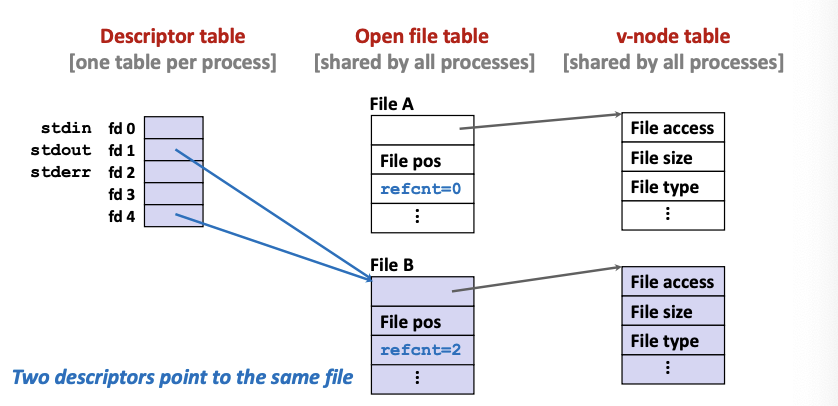 Descriptor table
[one table per process]
Open file table
[shared by all processes]
v-node table
[shared by all processes]
stdin fd 0
stdout fd 1
stderr fd 2
fd 3
fd 4
File A
File pos
refcnt=0
⋮
File access
File size
File type
⋮
File B
File pos
refcnt=2
⋮
File access
File size
File type
⋮
Two descriptors point to the same file